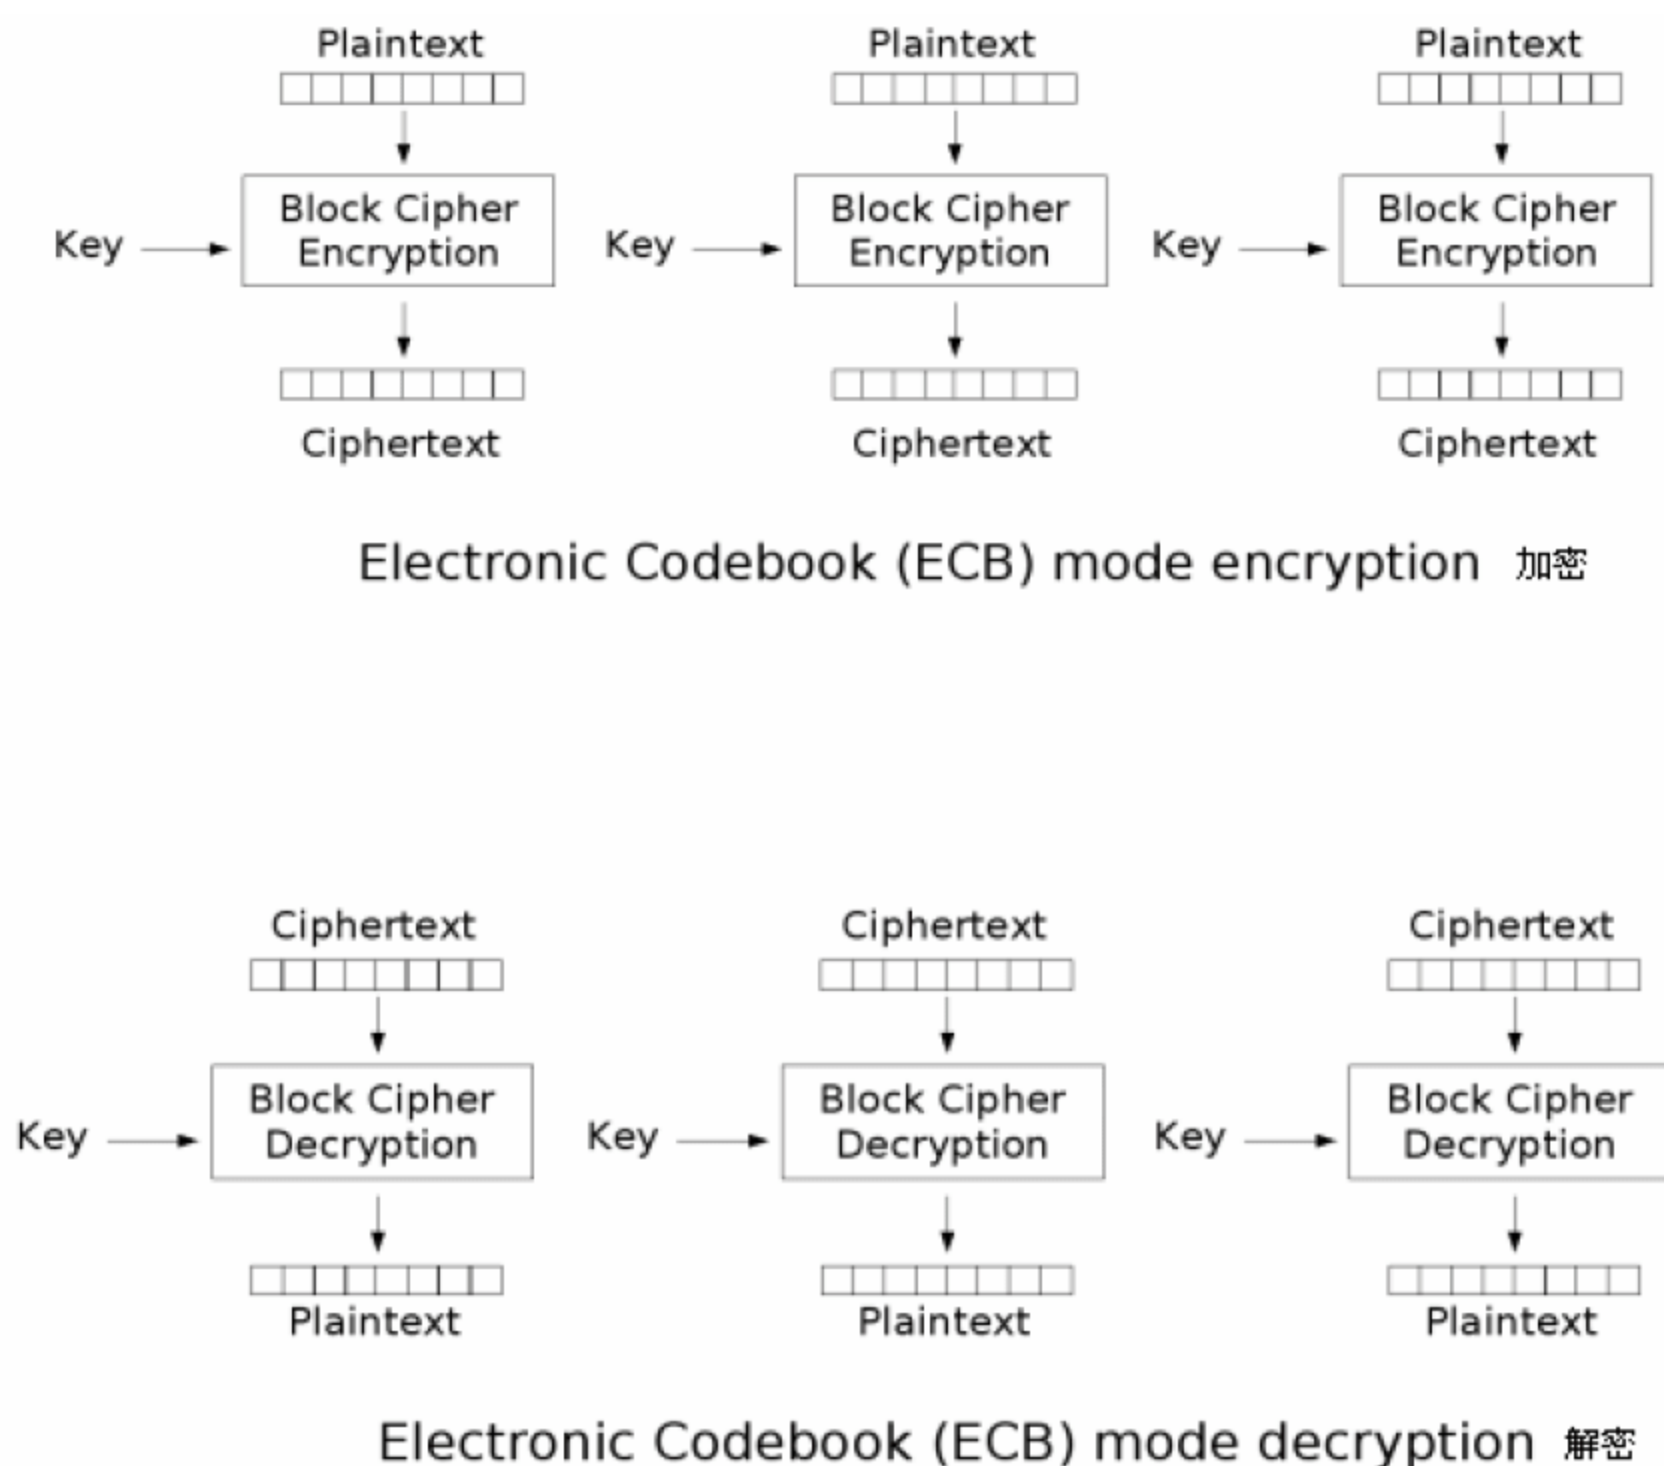 Plaintext Plaintext Plaintext
Block Cipher Block Cipher Block Cipher
Key Encryption Key Encryption Key Encryption
Ciphertext Ciphertext Ciphertext
Electronic Codebook (ECB) mode encryption 加密
Ciphertext Ciphertext Ciphertext
Block Cipher Block Cipher Block Cipher
Key Decryption Key Decryption Key Decryption
Plaintext Plaintext Plaintext
Electronic Codebook (ECB) mode decryption 解密